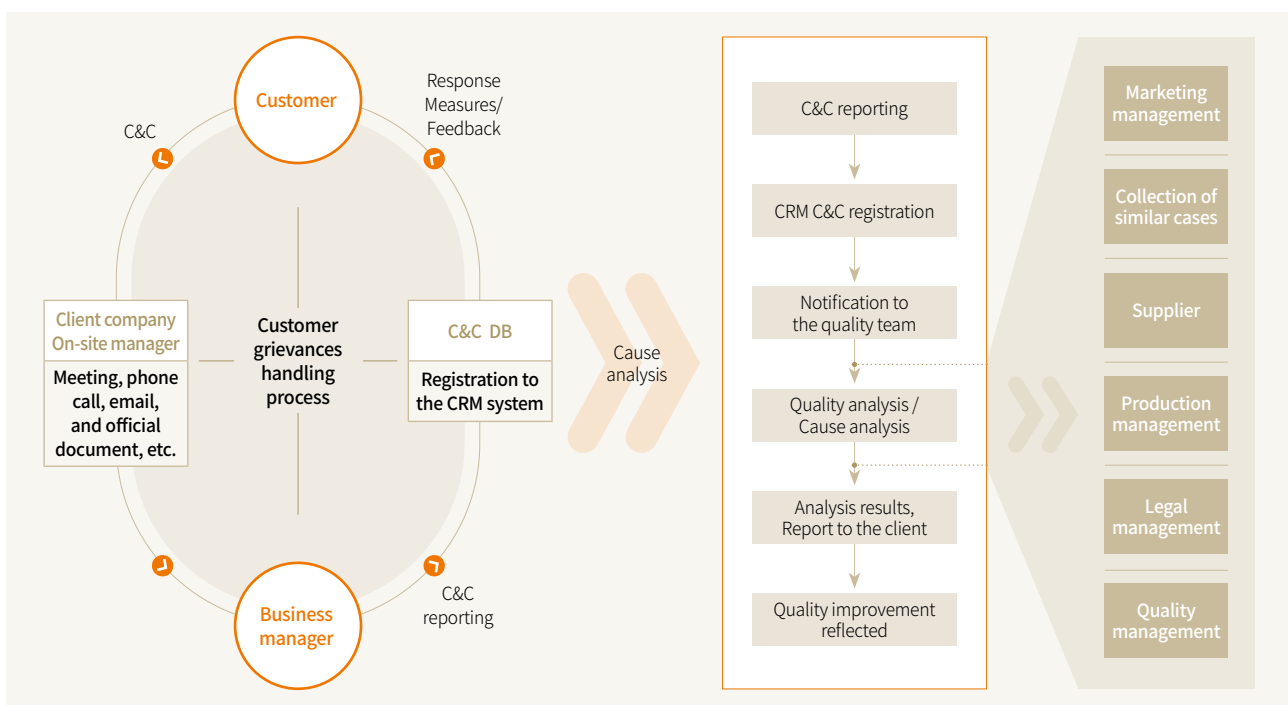 Customer
C&C
Response
Measures/
Feedback
Client company
On-site manager
Meeting, phone
call, email,
and official
document, etc.
Customer
grievances
handling
process
C&C DB
Registration to
the CRM system
Business
manager
C&C
reporting
Cause
analysis
C&C reporting
CRM C&C registration
Notification to
the quality team
Quality analysis /
Cause analysis
Analysis results,
Report to the client
Quality improvement
reflected
Marketing
management
Collection of
similar cases
Supplier
Production
management
Legal
management
Quality
management